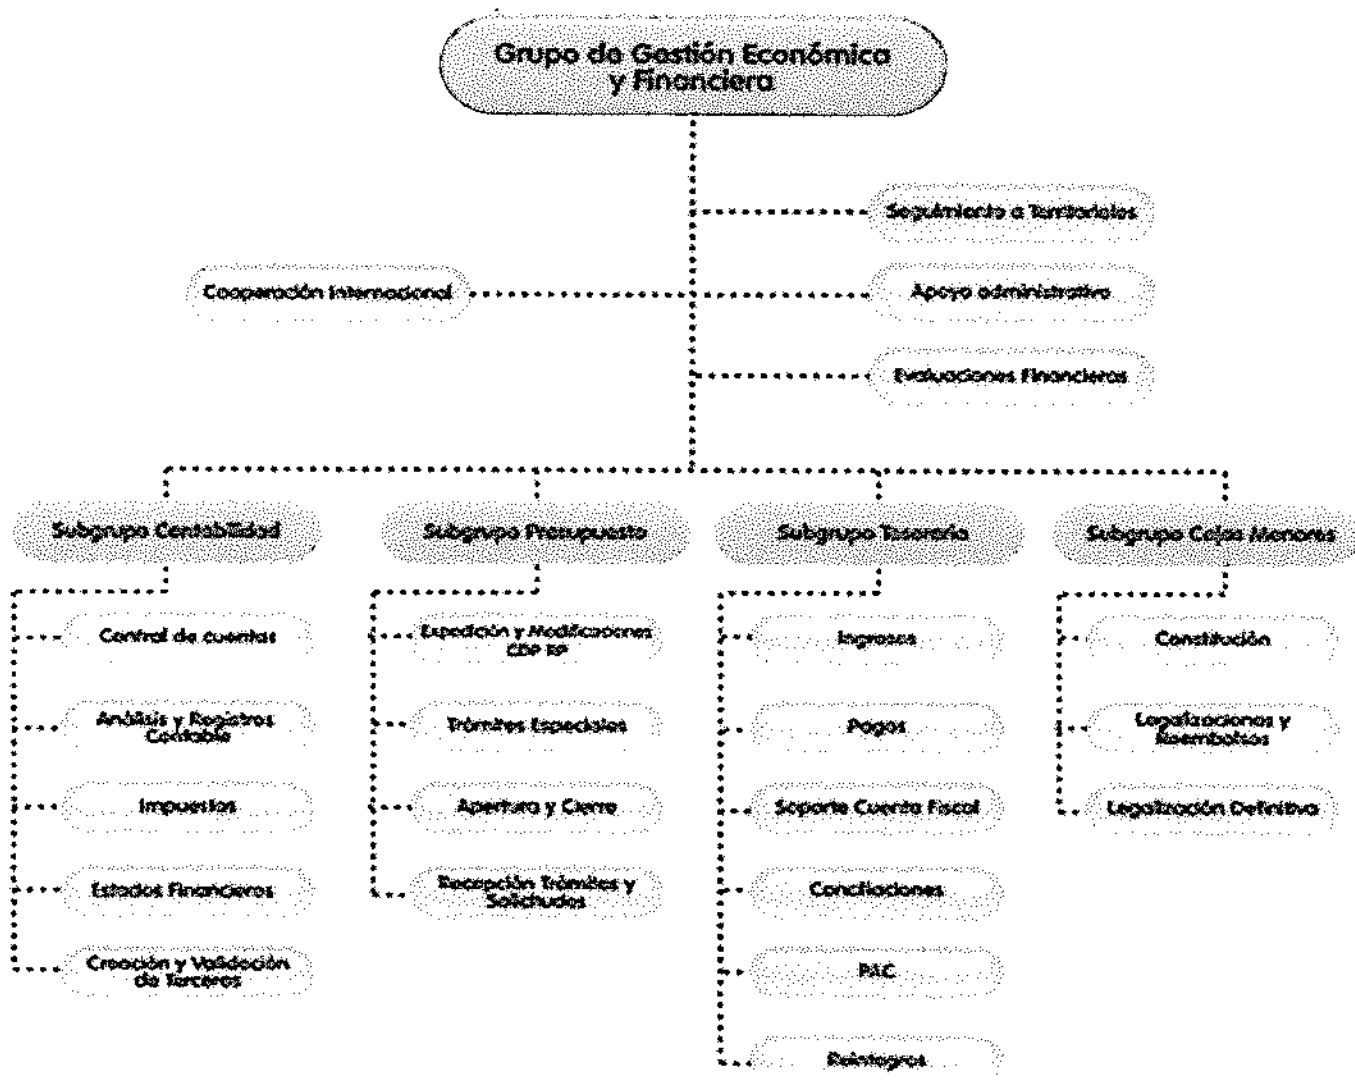 Grupo de Gestión Económica
y Financiera
Seguimiento a Territoriales
Cooperación Internacional
Apoyo administrativo
Evaluaciones Financieras
Subgrupo Contabilidad
Subgrupo Presupuesto
Subgrupo Tesorería
Subgrupo Cajas Menores
Control de cuentas
Análisis y Registros
Contable
Impuestos
Estados Financieros
Creación y Validación
de Terceros
Expedición y Modificaciones
CDP RP
Trámites Especiales
Apertura y Cierre
Recepción Trámites y
Solicitudes
Ingresos
Pagos
Soporte Cuenta Fiscal
Conciliaciones
PAC
Reintegros
Constitución
Legalizaciones y
Reembolsos
Legalización Definitiva